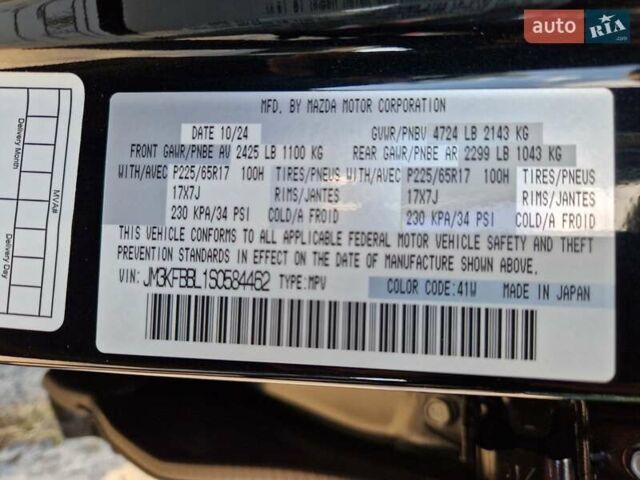 auto RIA
.com
MFD. BY MAZDA MOTOR CORPORATION
DATE 10/24 GVWR/PNBV 4724 LB 2143 KG
FRONT GAWR/PNBE AV 2425 LB 1100 KG REAR GAWR/PNBE AR 2299 LB 1043 KG
WITH/AVEC P225/65R17 100H TIRES/PNEUS WITH/AVEC P225/65R17 100H TIRES/PNEUS
17X7J RIMS/JANTES 17X7J RIMS/JANTES
230 KPA/34 PSI COLD/A FROID 230 KPA/34 PSI COLD/A FROID
THIS VEHICLE CONFORMS TO ALL APPLICABLE FEDERAL MOTOR VEHICLE SAFETY AND THEFT
PREVENTION STANDARDS IN EFFECT ON THE DATE OF MANUFACTURE SHOWN ABOVE.
VIN: JM3KFBBL1S0584462 TYPE:MPV COLOR CODE:41W MADE IN JAPAN
Delivery Month
Delivery Day
MVA#